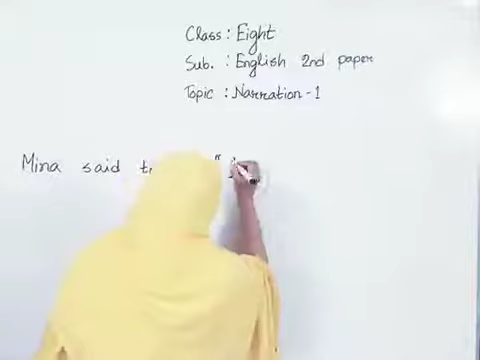 Class : Eight
Sub. : English 2nd paper
Topic : Narration - 1
Mina said "